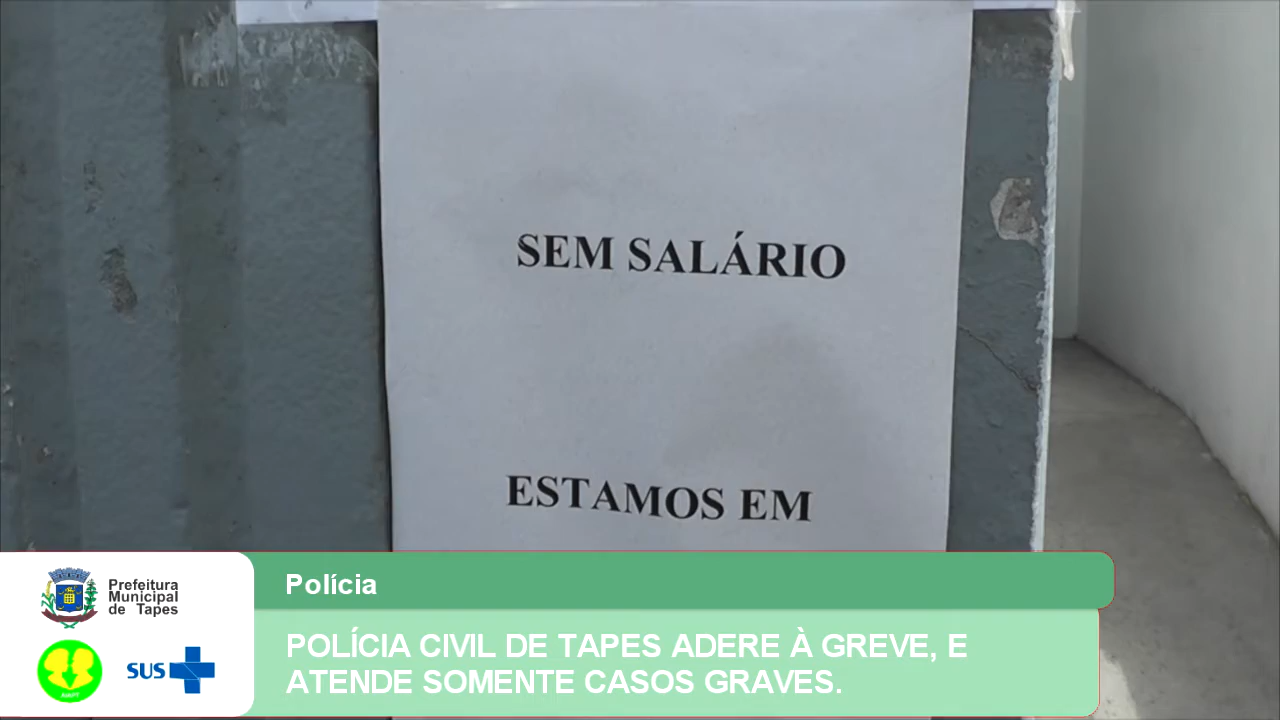 SEM SALÁRIO
ESTAMOS EM
Polícia
POLÍCIA CIVIL DE TAPES ADERE À GREVE, E
ATENDE SOMENTE CASOS GRAVES.
Prefeitura
Municipal
de Tapes
SUS